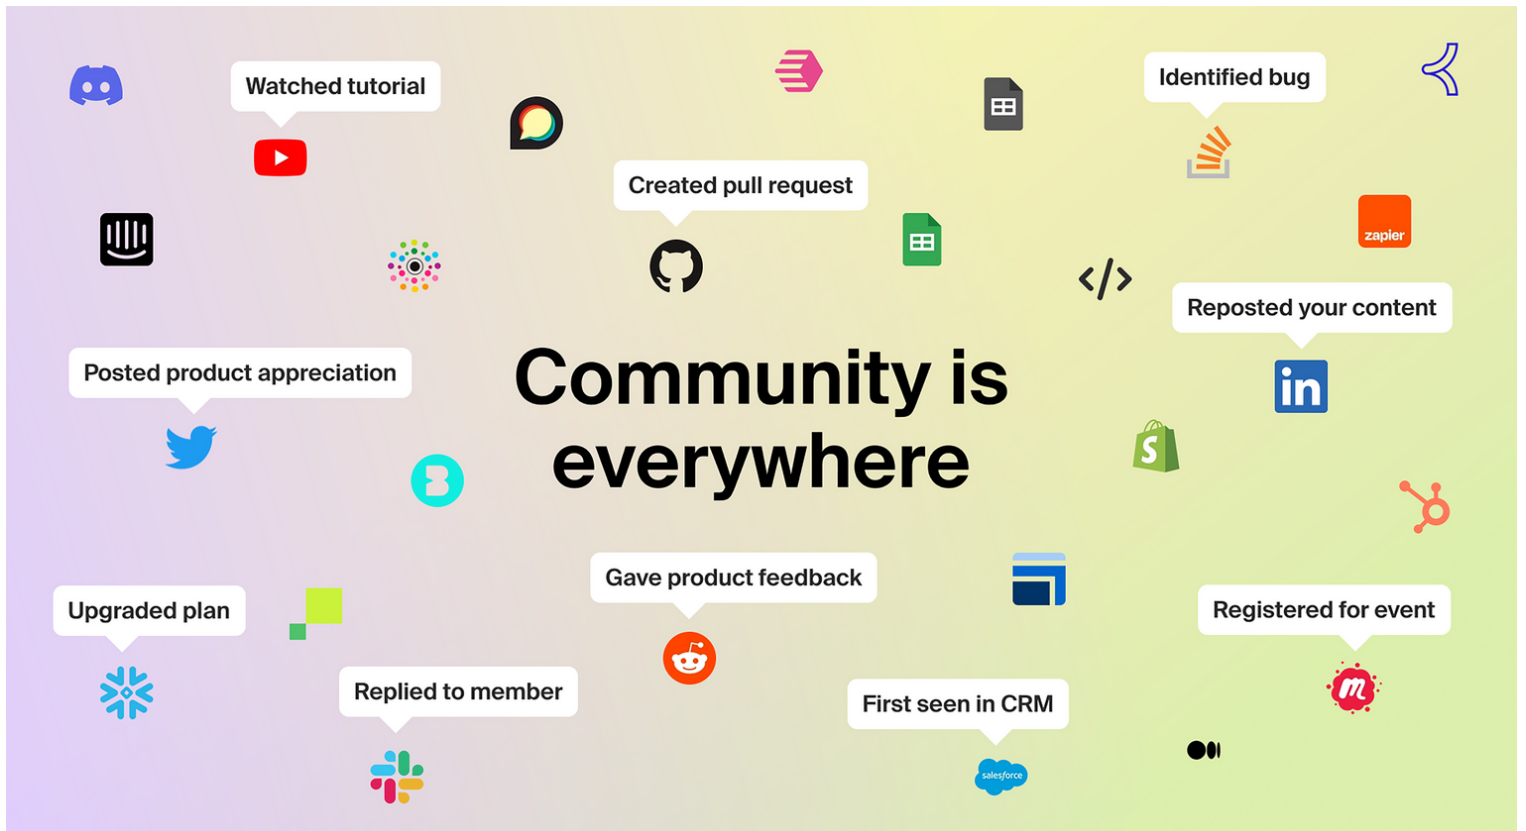 Watched tutorial
Identified bug
Created pull request
zapier
Reposted your content
Posted product appreciation
Community is
everywhere
in
S
Gave product feedback
Upgraded plan
Registered for event
Replied to member
m
First seen in CRM
salesforce